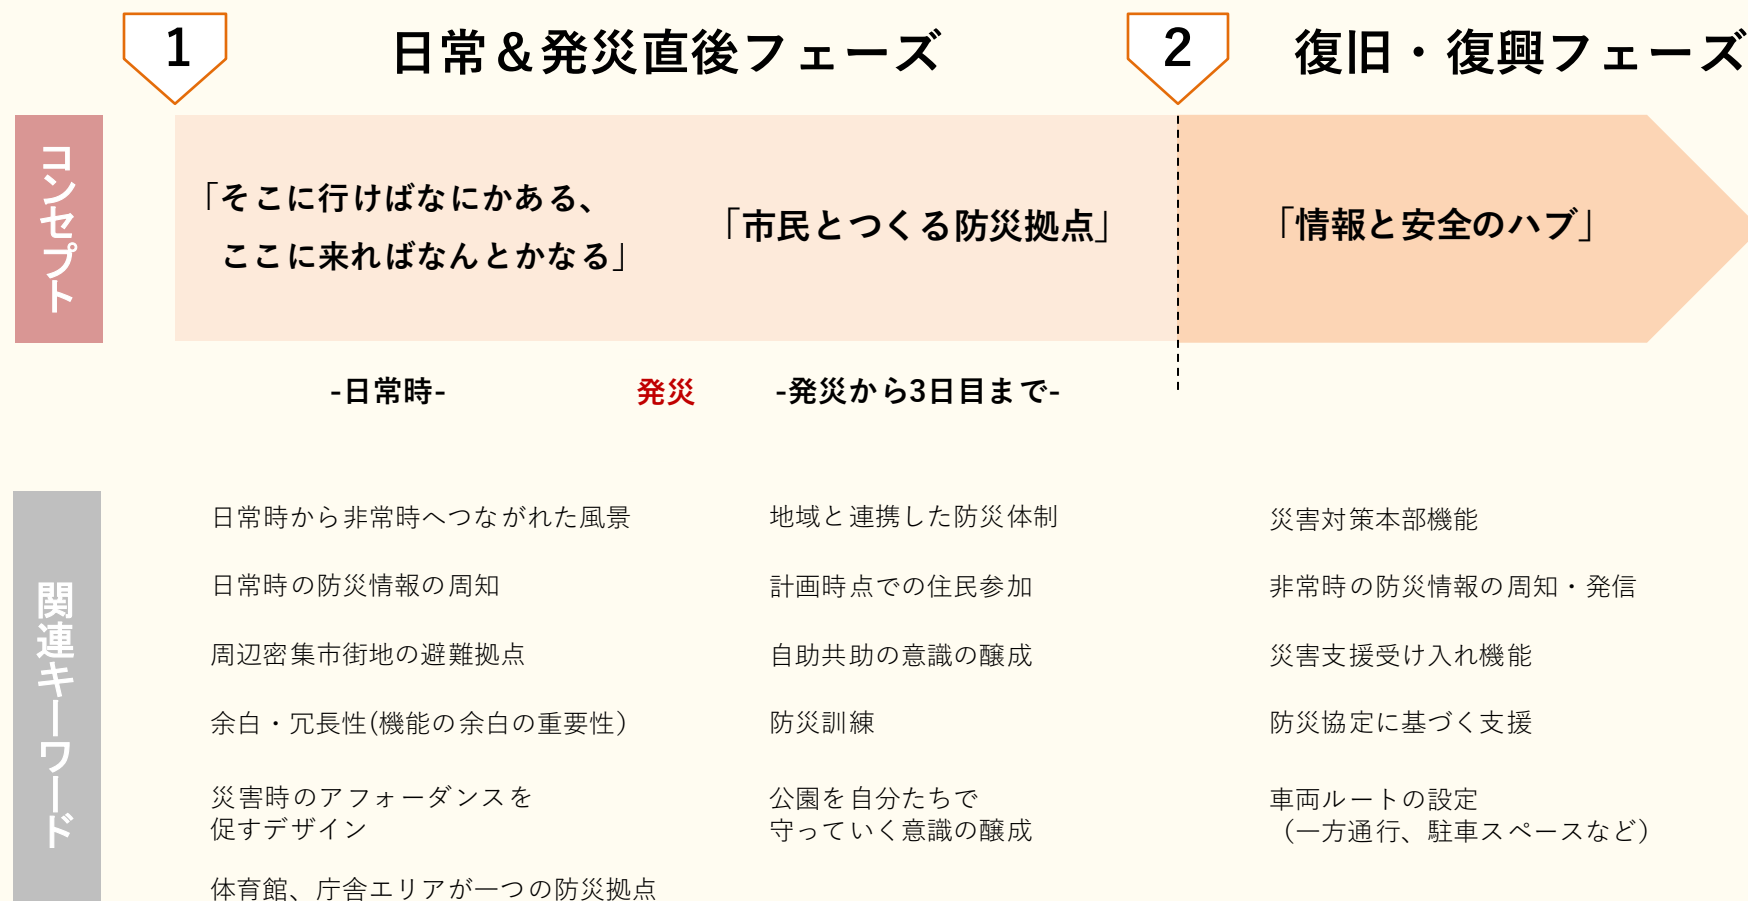 1
日常＆発災直後フェーズ
2
復旧・復興フェーズ
コンセプト
「そこに行けばなにかある、
ここに来ればなんとかなる」
「市民とつくる防災拠点」
「情報と安全のハブ」
-日常時-
発災
-発災から3日目まで-
関連キーワード
日常時から非常時へつながれた風景
日常時の防災情報の周知
周辺密集市街地の避難拠点
余白・冗長性(機能の余白の重要性）
災害時のアフォーダンスを
促すデザイン
体育館、庁舎エリアが一つの防災拠点
地域と連携した防災体制
計画時点での住民参加
自助共助の意識の醸成
防災訓練
公園を自分たちで
守っていく意識の醸成
災害対策本部機能
非常時の防災情報の周知・発信
災害支援受け入れ機能
防災協定に基づく支援
車両ルートの設定
（一方通行、駐車スペースなど）